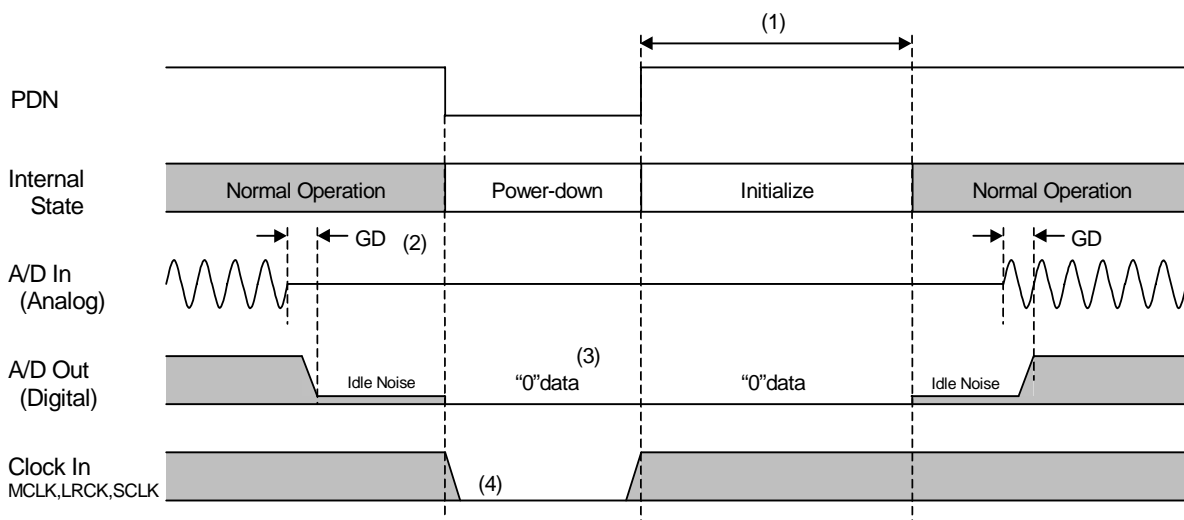 (1)
PDN
Internal
State
Normal Operation
Power-down
Initialize
Normal Operation
GD
(2)
GD
A/D In
(Analog)
A/D Out
(Digital)
Idle Noise
(3)
“0”data
“0”data
Idle Noise
Clock In
MCLK,LRCK,SCLK
(4)